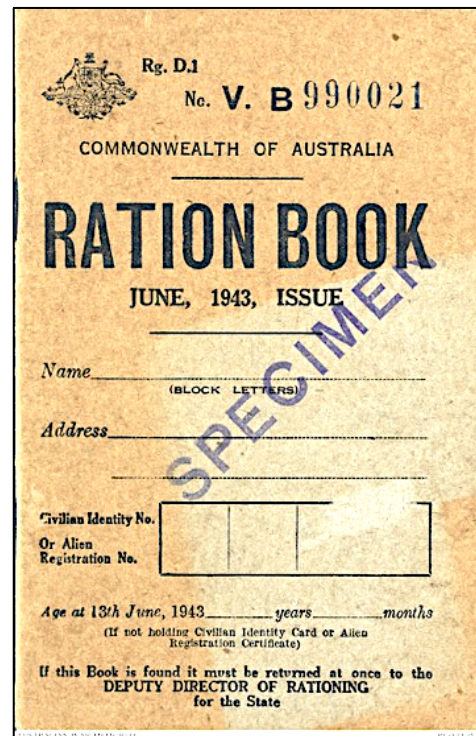 Rg. D.1
No. V. B 990021
COMMONWEALTH OF AUSTRALIA
RATION BOOK
JUNE, 1943, ISSUE
SPECIMEN
Name
(BLOCK LETTERS)
Address
Civilian Identity No.
Or Alien
Registration No.
Age at 13th June, 1943 years months
(If not holding Civilian Identity Card or Alien
Registration Certificate)
If this Book is found it must be returned at once to the
DEPUTY DIRECTOR OF RATIONING
for the State